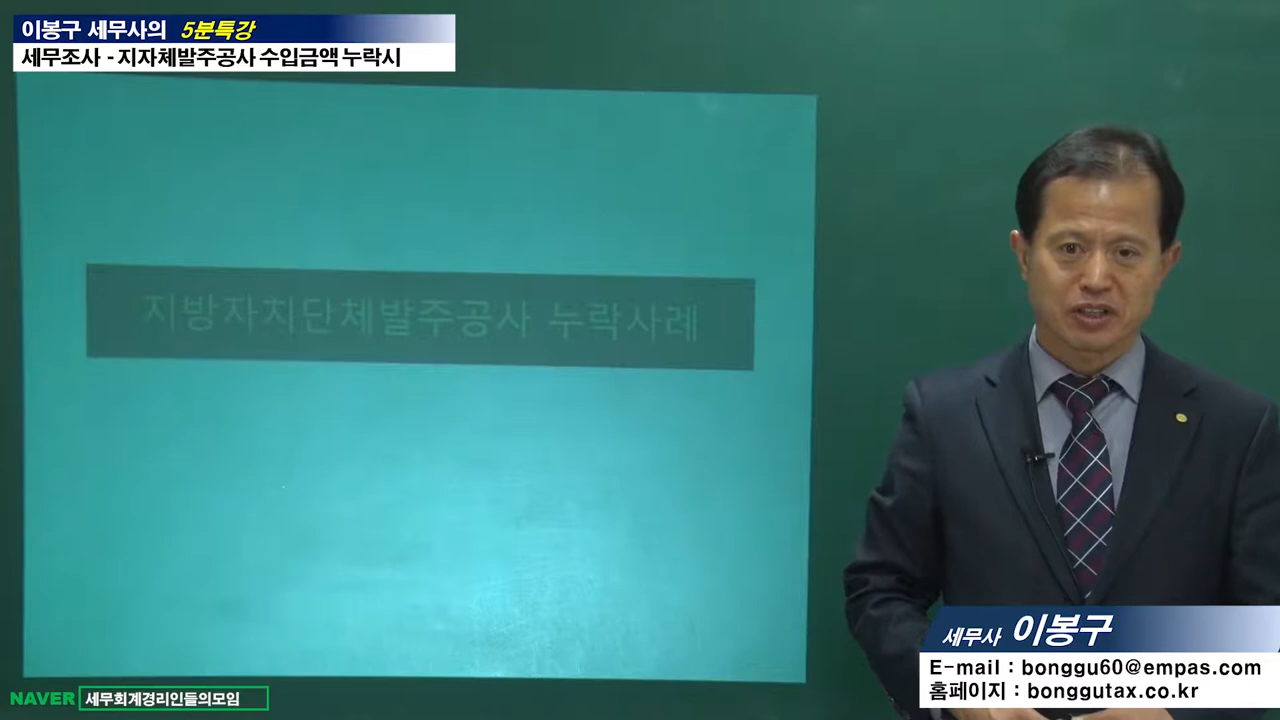 이봉구 세무사의 5분특강
세무조사 - 지자체발주공사 수입금액 누락시
지방자치단체발주공사 누락사례
세무사 이봉구
E-mail : bonggu60@empas.com
홈페이지 : bonggutax.co.kr
NAVER 세무회계경리인들의모임